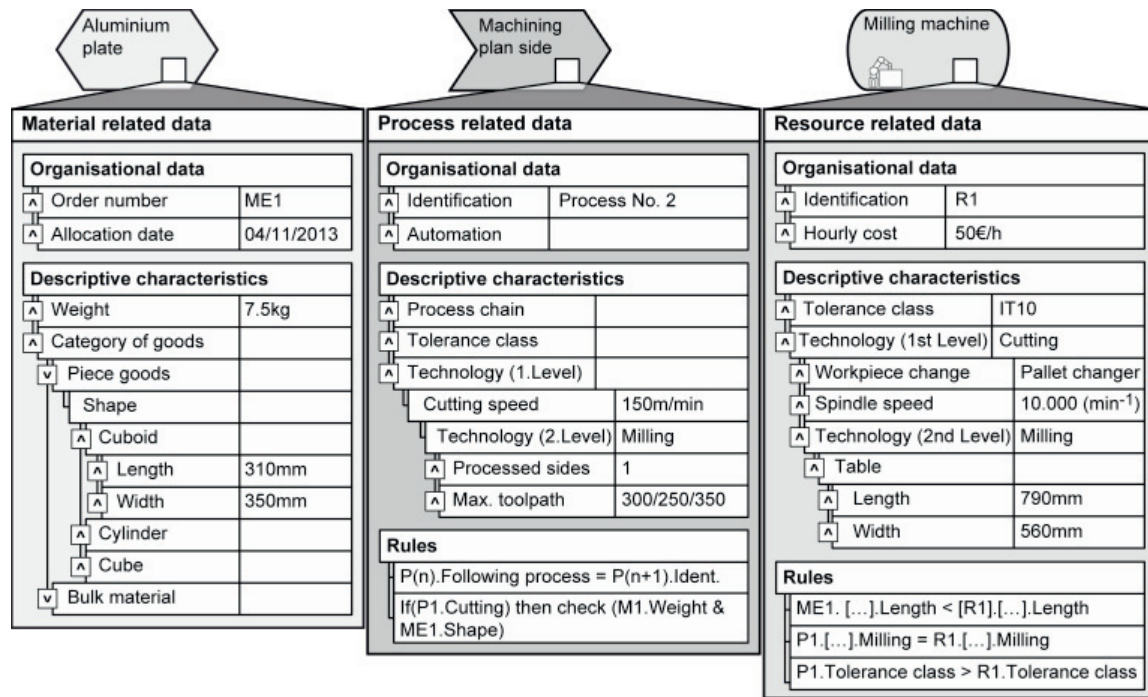 Aluminium
plate
Material related data
Organisational data
Order number ME1
Allocation date 04/11/2013
Descriptive characteristics
Weight 7.5kg
Category of goods
Piece goods
Shape
Cuboid
Length 310mm
Width 350mm
Cylinder
Cube
Bulk material
Machining
plan side
Process related data
Organisational data
Identification Process No. 2
Automation
Descriptive characteristics
Process chain
Tolerance class
Technology (1.Level)
Cutting speed 150m/min
Technology (2.Level) Milling
Processed sides 1
Max. toolpath 300/250/350
Rules
P(n).Following process = P(n+1).Ident.
If(P1.Cutting) then check (M1.Weight &
ME1.Shape)
Milling machine
Resource related data
Organisational data
Identification R1
Hourly cost 50€/h
Descriptive characteristics
Tolerance class IT10
Technology (1st Level) Cutting
Workpiece change Pallet changer
Spindle speed 10.000 (min⁻¹)
Technology (2nd Level) Milling
Table
Length 790mm
Width 560mm
Rules
ME1. [...].Length < [R1].[...].Length
P1.[...].Milling = R1.[...].Milling
P1.Tolerance class > R1.Tolerance class